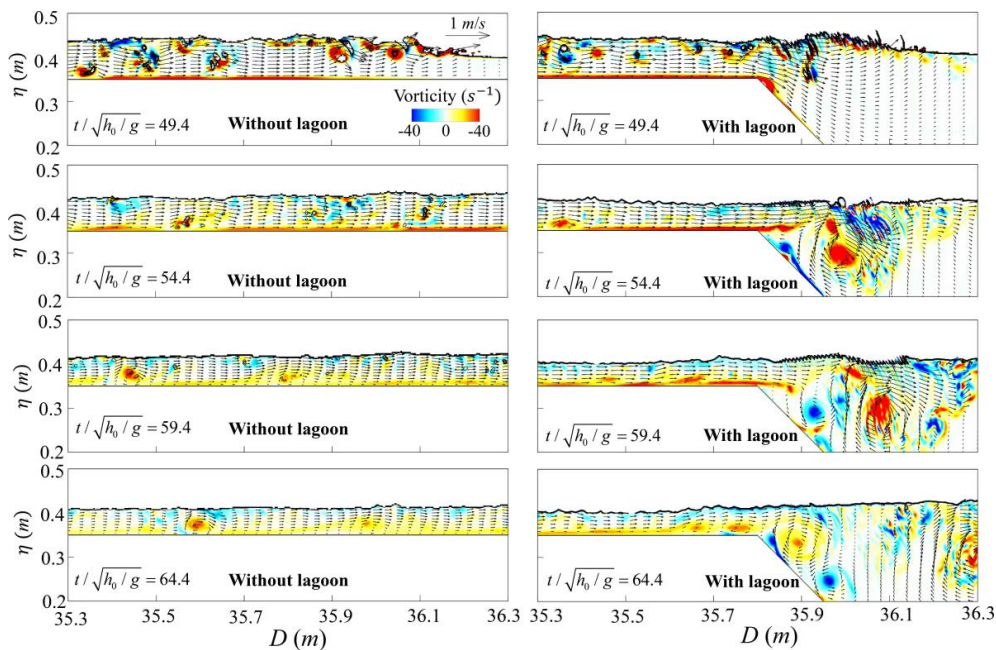 0.5
0.4
0.3
0.2
η (m)
1 m/s
Vorticity (s⁻¹)
-40 0 -40
t / √h₀ / g = 49.4 Without lagoon
t / √h₀ / g = 49.4 With lagoon
0.5
0.4
0.3
0.2
η (m)
t / √h₀ / g = 54.4 Without lagoon
t / √h₀ / g = 54.4 With lagoon
0.5
0.4
0.3
0.2
η (m)
t / √h₀ / g = 59.4 Without lagoon
t / √h₀ / g = 59.4 With lagoon
0.5
0.4
0.3
0.2
η (m)
t / √h₀ / g = 64.4 Without lagoon
t / √h₀ / g = 64.4 With lagoon
35.3 35.5 35.7 35.9 36.1 36.3
35.3 35.5 35.7 35.9 36.1 36.3
D (m)
D (m)